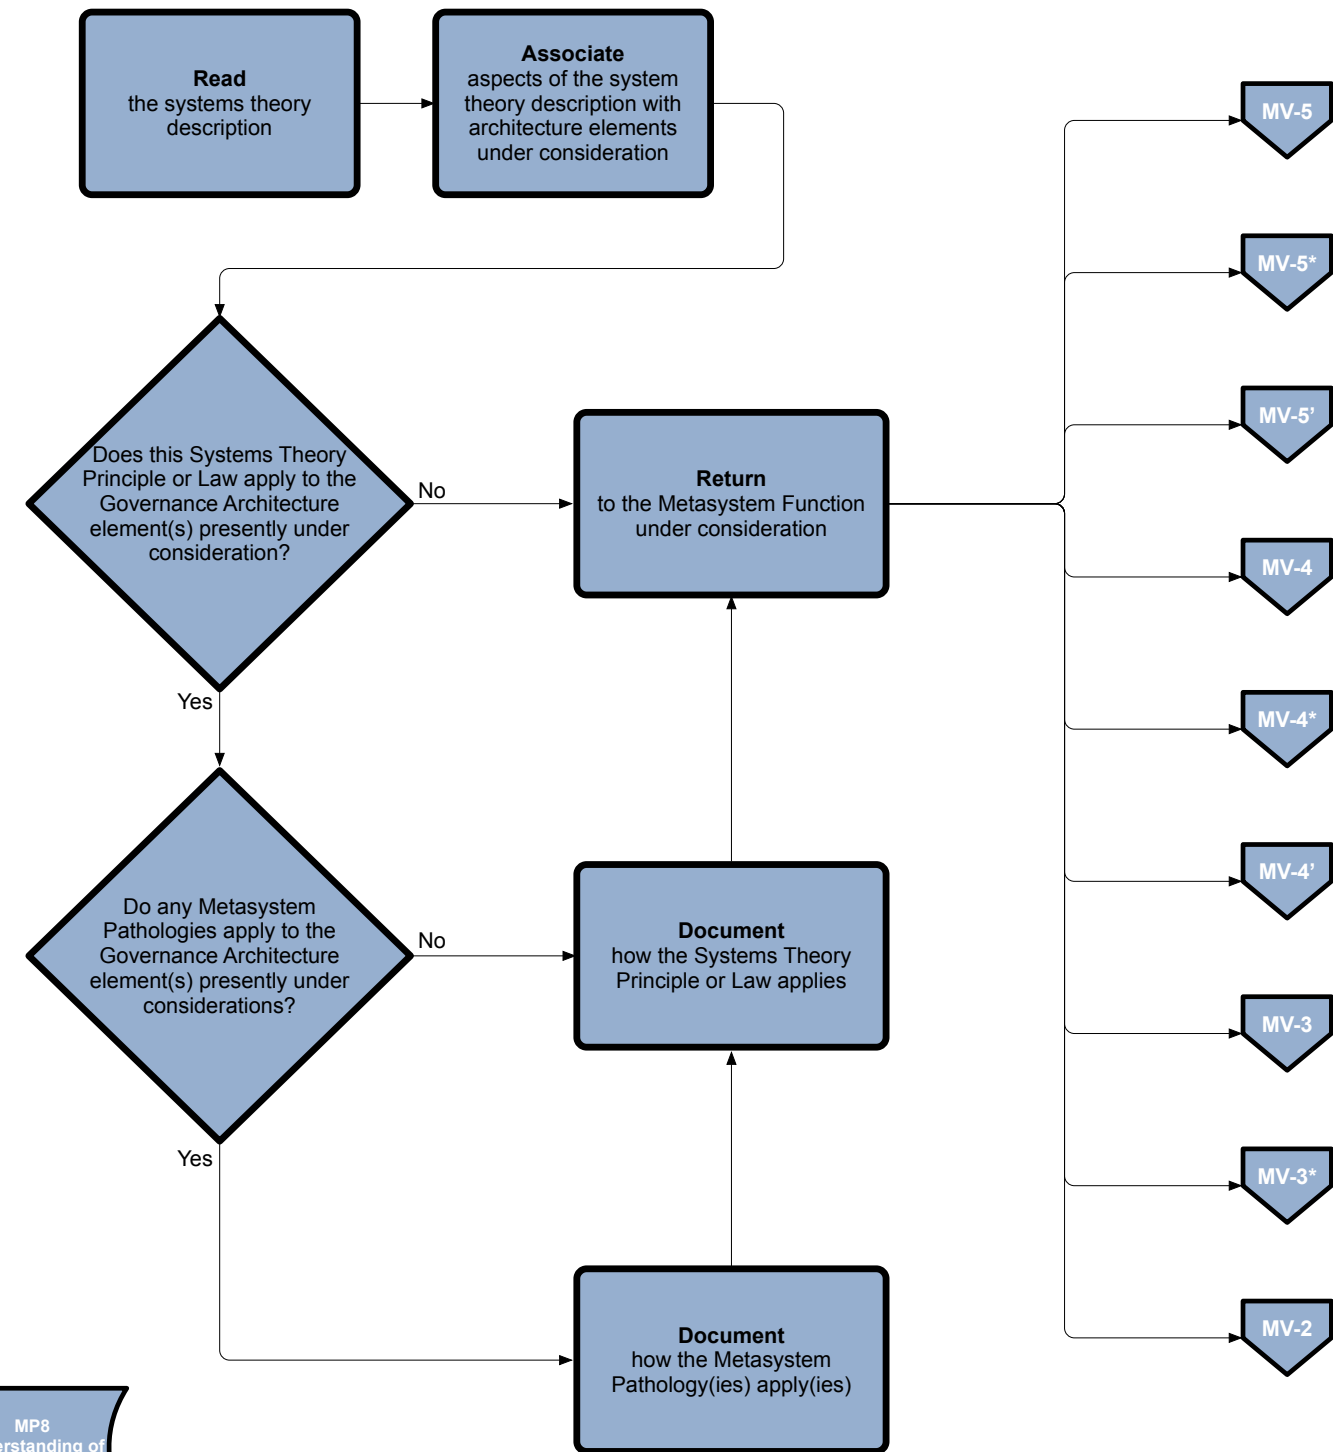 Read
the systems theory
description
Associate
aspects of the system
theory description with
architecture elements
under consideration
MV-5
MV-5*
Does this Systems Theory
Principle or Law apply to the
Governance Architecture
element(s) presently under
consideration?
No
Return
to the Metasystem Function
under consideration
MV-5’
MV-4
Yes
MV-4*
Do any Metasystem
Pathologies apply to the
Governance Architecture
element(s) presently under
considerations?
No
Document
how the Systems Theory
Principle or Law applies
MV-4’
MV-3
Yes
MV-3*
Document
how the Metasystem
Pathology(ies) apply(ies)
MV-2
MP8
of